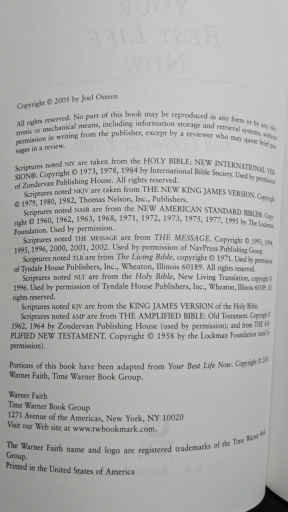 Copyright © 2005 by Joel Osteen
All rights reserved. No part of this book may be reproduced in any form or by any elec-
tronic or mechanical means, including information storage and retrieval systems, without
permission in writing from the publisher, except by a reviewer who may quote brief pas-
sages in a review.
Scriptures noted NIV are taken from the HOLY BIBLE: NEW INTERNATIONAL VER-
SION®. Copyright © 1973, 1978, 1984 by International Bible Society. Used by permission
of Zondervan Publishing House. All rights reserved.
Scriptures noted NKJV are taken from THE NEW KING JAMES VERSION. Copyright
© 1979, 1980, 1982, Thomas Nelson, Inc., Publishers.
Scriptures noted NASB are from the NEW AMERICAN STANDARD BIBLE®. Copy-
right © 1960, 1962, 1963, 1968, 1971, 1972, 1973, 1975, 1977, 1995 by The Lockman
Foundation. Used by permission.
Scriptures noted THE MESSAGE are from THE MESSAGE. Copyright © 1993, 1994,
1995, 1996, 2000, 2001, 2002. Used by permission of NavPress Publishing Group.
Scriptures noted TLB are from The Living Bible, copyright © 1971. Used by permission
of Tyndale House Publishers, Inc., Wheaton, Illinois 60189. All rights reserved.
Scriptures noted NLT are from the Holy Bible, New Living Translation, copyright ©
1996. Used by permission of Tyndale House Publishers, Inc., Wheaton, Illinois 60189. All
rights reserved.
Scriptures noted KJV are from the KING JAMES VERSION of the Holy Bible.
Scriptures noted AMP are from THE AMPLIFIED BIBLE: Old Testament. Copyright ©
1962, 1964 by Zondervan Publishing House (used by permission); and from THE AM-
PLIFIED NEW TESTAMENT. Copyright © 1958 by the Lockman Foundation (used by
permission).
Portions of this book have been adapted from Your Best Life Now. Copyright ©
Warner Faith, Time Warner Book Group.
Warner Faith
Time Warner Book Group
1271 Avenue of the Americas, New York, NY 10020
Visit our Web site at www.twbookmark.com.
The Warner Faith name and logo are registered trademarks of the Time Warner Book
Group.
Printed in the United States of America